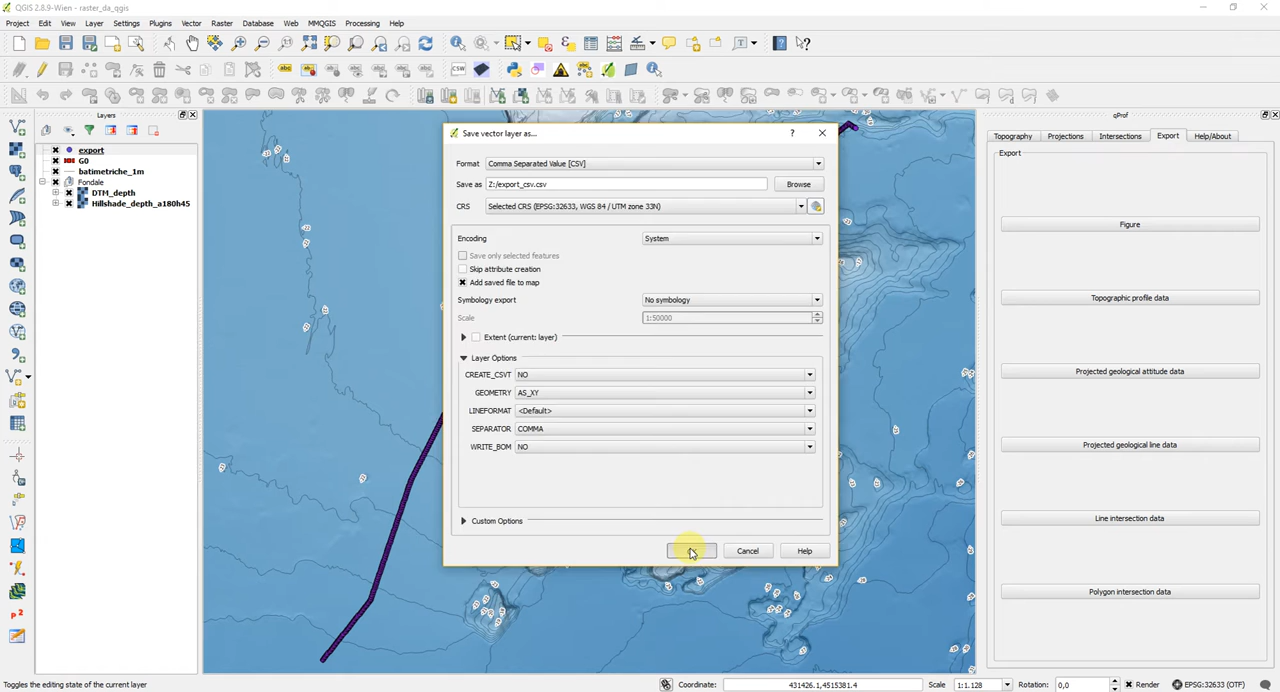 QGIS 2.8.9-Wien - raster_da_qgis
Project Edit View Layer Settings Plugins Vector Raster Database Web MMQGIS Processing Help
Layers
export
G0
batimetriche_1m
Fondale
DTM_depth
Hillshade_depth_a180h45
Save vector layer as...
Format Comma Separated Value [CSV]
Save as Z:/export_csv.csv Browse
CRS Selected CRS (EPSG:32633, WGS 84 / UTM zone 33N)
Encoding System
Save only selected features
Skip attribute creation
Add saved file to map
Symbology export No symbology
Scale 1:50000
Extent (current: layer)
Layer Options
CREATE_CSVT NO
GEOMETRY AS_XY
LINEFORMAT <Default>
SEPARATOR COMMA
WRITE_BOM NO
Custom Options
Cancel Help
qProf
Topography Projections Intersections Export Help/About
Export
Figure
Topographic profile data
Projected geological attitude data
Projected geological line data
Line intersection data
Polygon intersection data
Toggles the editing state of the current layer
Coordinate: 431426.1,4515381.4 Scale 1:1.128 Rotation: 0,0 Render EPSG:32633 (OTF)